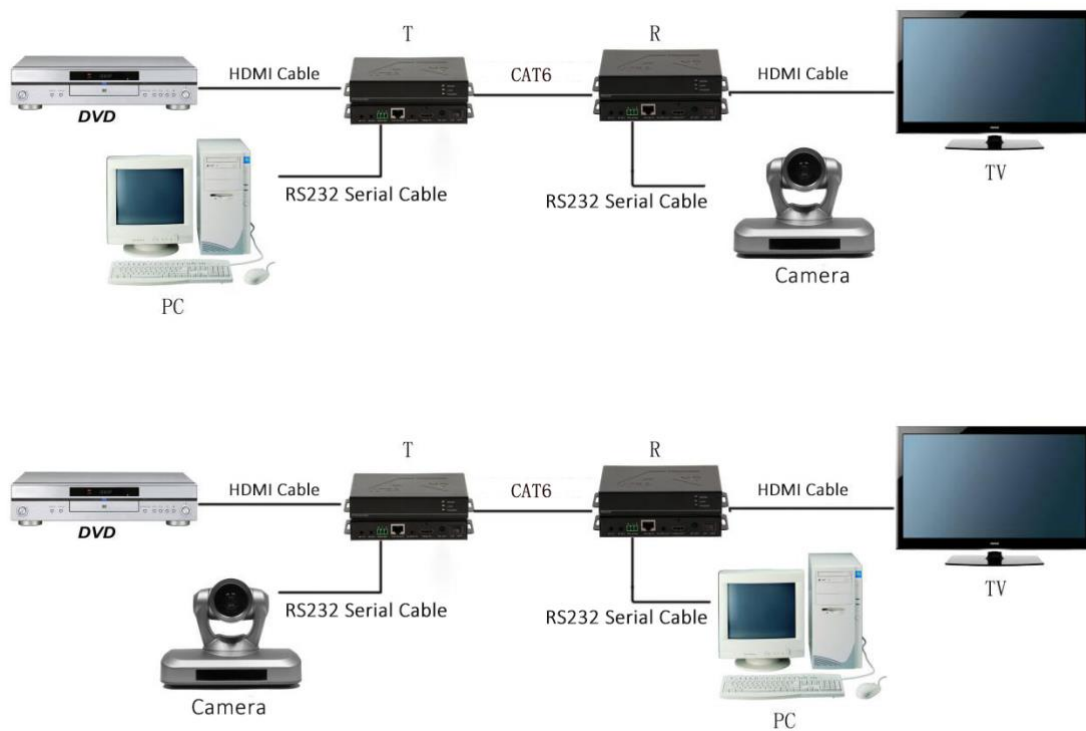 T
R
HDMI Cable
CAT6
HDMI Cable
DVD
RS232 Serial Cable
RS232 Serial Cable
TV
Camera
PC
T
R
HDMI Cable
CAT6
HDMI Cable
DVD
RS232 Serial Cable
RS232 Serial Cable
TV
Camera
PC